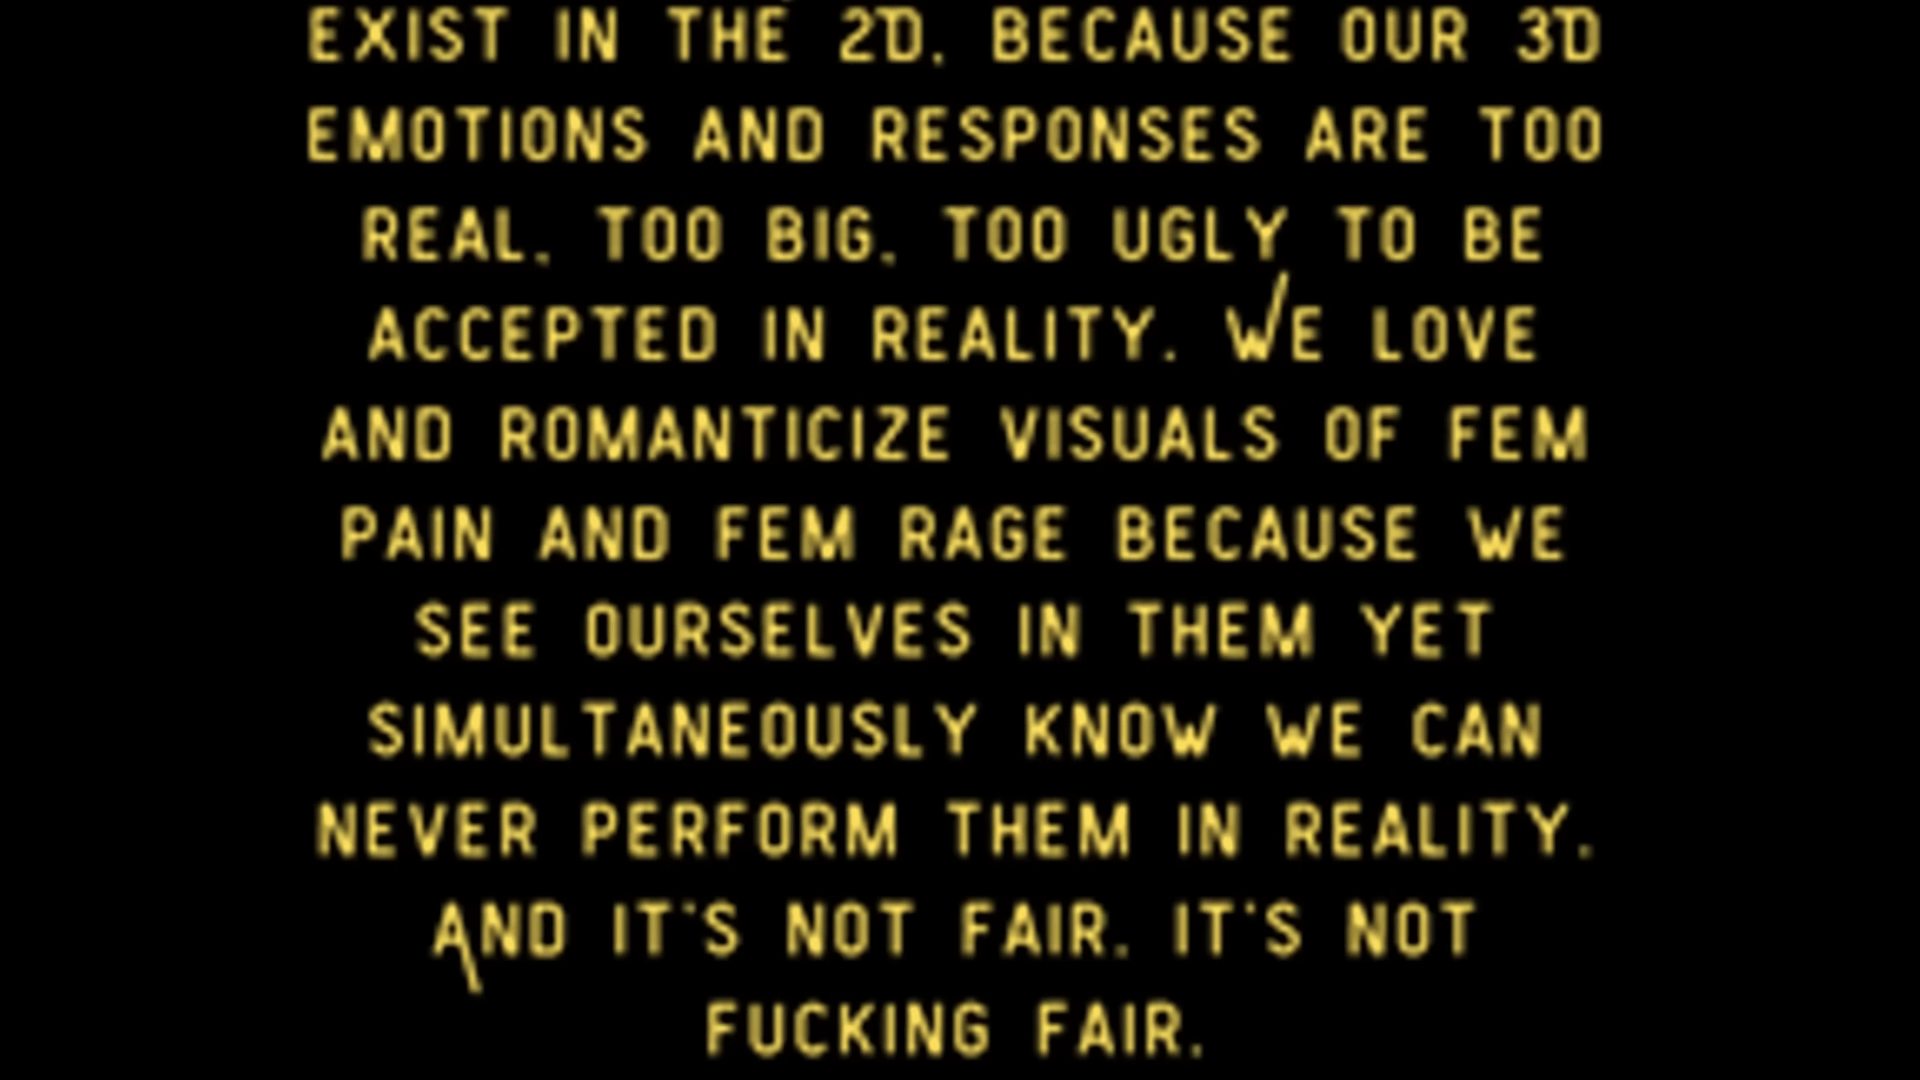 EXIST IN THE 2D, BECAUSE OUR 3D
EMOTIONS AND RESPONSES ARE TOO
REAL, TOO BIG, TOO UGLY TO BE
ACCEPTED IN REALITY. WE LOVE
AND ROMANTICIZE VISUALS OF FEM
PAIN AND FEM RAGE BECAUSE WE
SEE OURSELVES IN THEM YET
SIMULTANEOUSLY KNOW WE CAN
NEVER PERFORM THEM IN REALITY.
AND IT'S NOT FAIR. IT'S NOT
FUCKING FAIR.